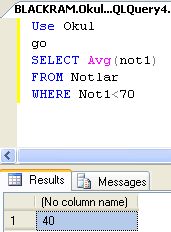 BLACKRAM.Okul...QLQuery4.
Use Okul
go
SELECT Avg(not1)
FROM Notlar
WHERE Not1<70
Results Messages
(No column name)
1 40